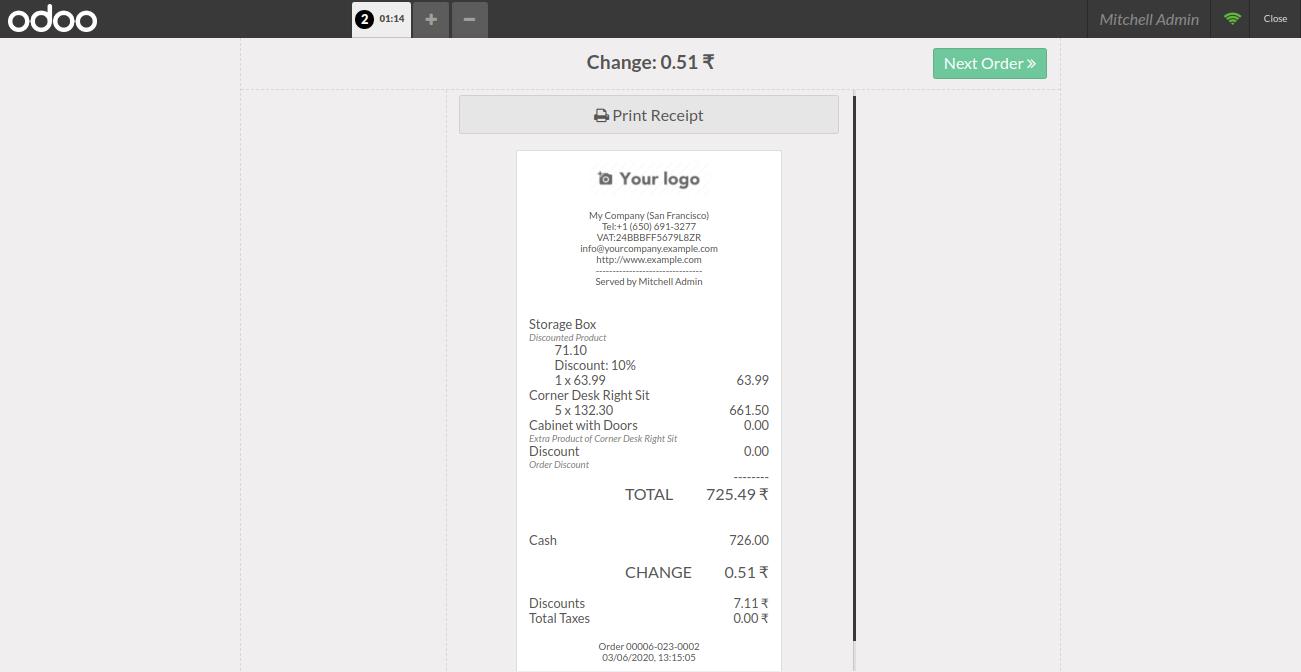 odoo 2 01:14 + − Mitchell Admin Close
Change: 0.51 ₹
Next Order »
Print Receipt
Your logo
My Company (San Francisco)
Tel:+1 (650) 691-3277
VAT:24BBBFF5679L8ZR
info@yourcompany.example.com
http://www.example.com
--------------------------------
Served by Mitchell Admin
Storage Box
Discounted Product
71.10
Discount: 10%
1 x 63.99 63.99
Corner Desk Right Sit
5 x 132.30 661.50
Cabinet with Doors 0.00
Extra Product of Corner Desk Right Sit
Discount 0.00
Order Discount
--------
TOTAL 725.49 ₹
Cash 726.00
CHANGE 0.51 ₹
Discounts 7.11 ₹
Total Taxes 0.00 ₹
Order 00006-023-0002
03/06/2020, 13:15:05